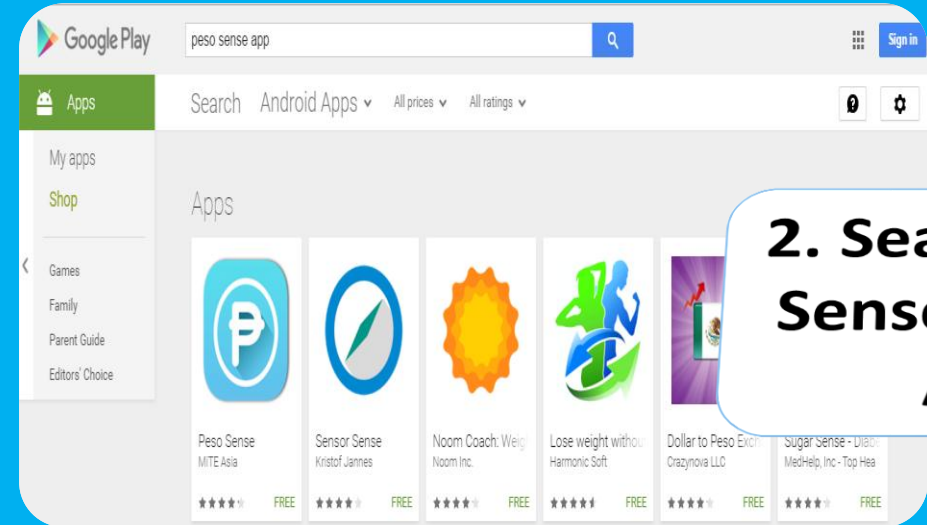 Google Play
peso sense app
Sign in
Apps
Search Android Apps All prices All ratings
My apps
Shop
Games
Family
Parent Guide
Editors' Choice
Apps
2. Sea
Sense
Peso Sense
MITE Asia
FREE
Sensor Sense
Kristof Jannes
FREE
Noom Coach: Weig
Noom Inc.
FREE
Lose weight withou
Harmonic Soft
FREE
Dollar to Peso Exch
Crazynova LLC
FREE
Sugar Sense - Diabe
MedHelp, Inc - Top Hea
FREE